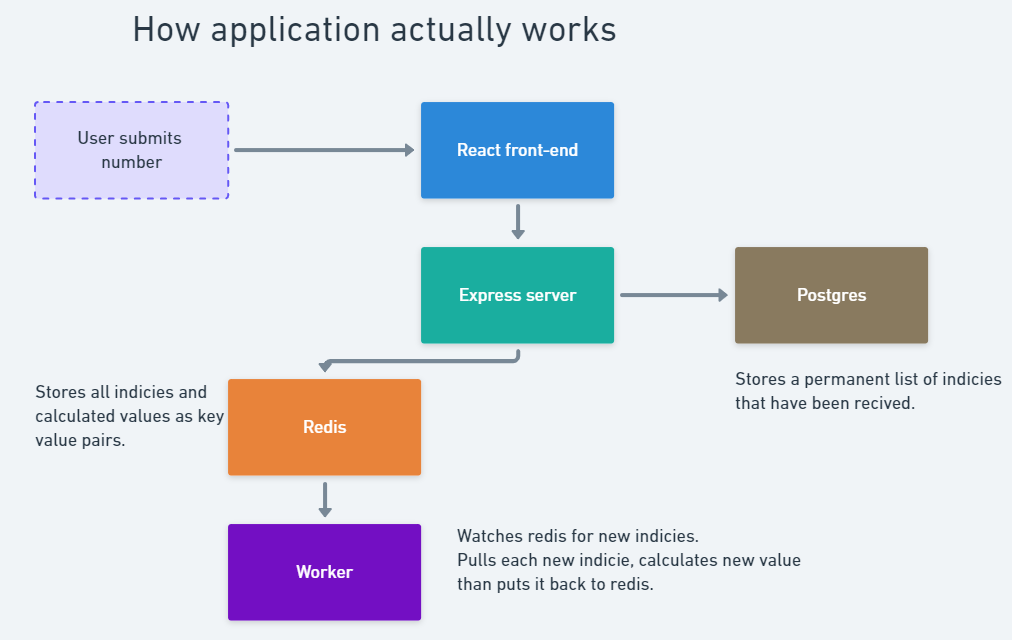 How application actually works
User submits
number
React front-end
Express server
Postgres
Stores all indicies and
calculated values as key
value pairs.
Redis
Stores a permanent list of indicies
that have been recived.
Worker
Watches redis for new indicies.
Pulls each new indicie, calculates new value
than puts it back to redis.